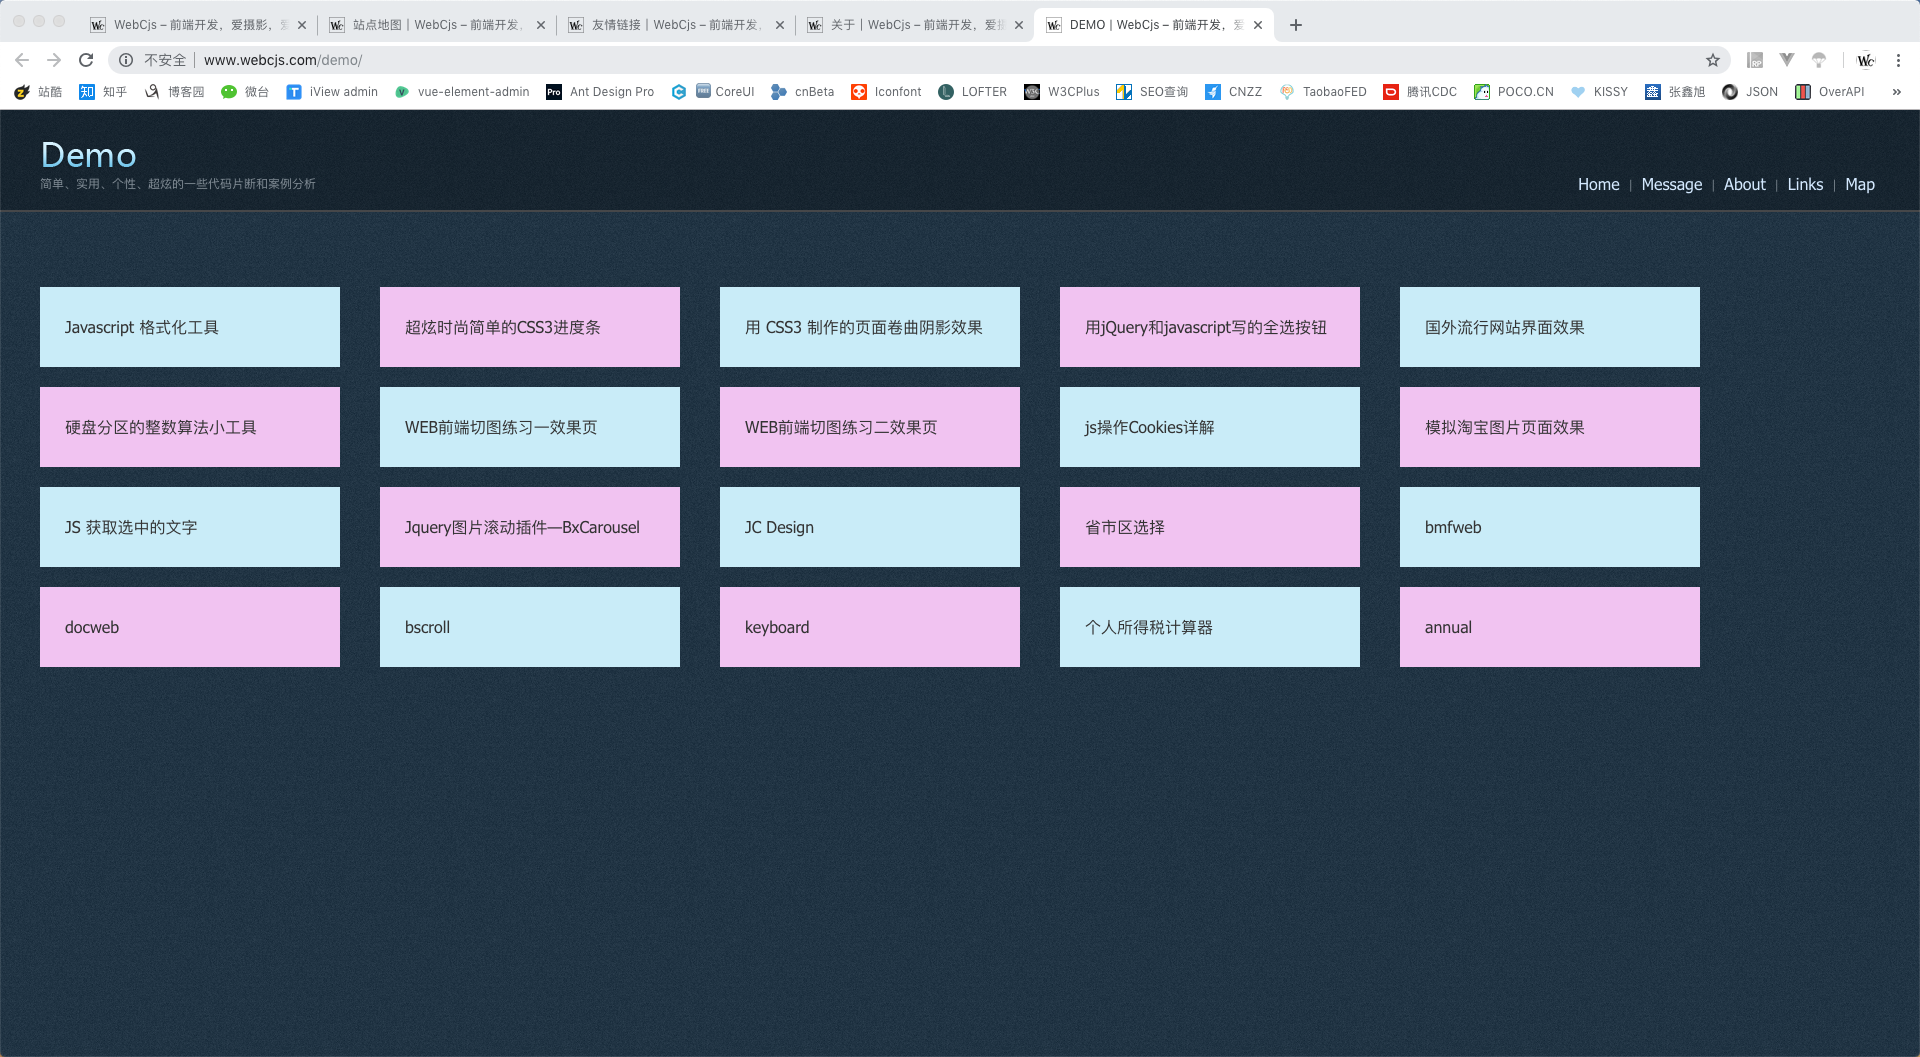 WebCjs – 前端开发，爱摄影，爱
站点地图 | WebCjs – 前端开发，
友情链接 | WebCjs – 前端开发，
关于 | WebCjs – 前端开发，爱摄
DEMO | WebCjs – 前端开发，爱
不安全 www.webcjs.com/demo/
站酷 知乎 博客园 微台 iView admin vue-element-admin Ant Design Pro CoreUI cnBeta Iconfont LOFTER W3CPlus SEO查询 CNZZ TaobaoFED 腾讯CDC POCO.CN KISSY 张鑫旭 JSON OverAPI »
Demo
简单、实用、个性、超炫的一些代码片断和案例分析
Home | Message | About | Links | Map
Javascript 格式化工具
超炫时尚简单的CSS3进度条
用 CSS3 制作的页面卷曲阴影效果
用jQuery和javascript写的全选按钮
国外流行网站界面效果
硬盘分区的整数算法小工具
WEB前端切图练习一效果页
WEB前端切图练习二效果页
js操作Cookies详解
模拟淘宝图片页面效果
JS 获取选中的文字
Jquery图片滚动插件—BxCarousel
JC Design
省市区选择
bmfweb
docweb
bscroll
keyboard
个人所得税计算器
annual